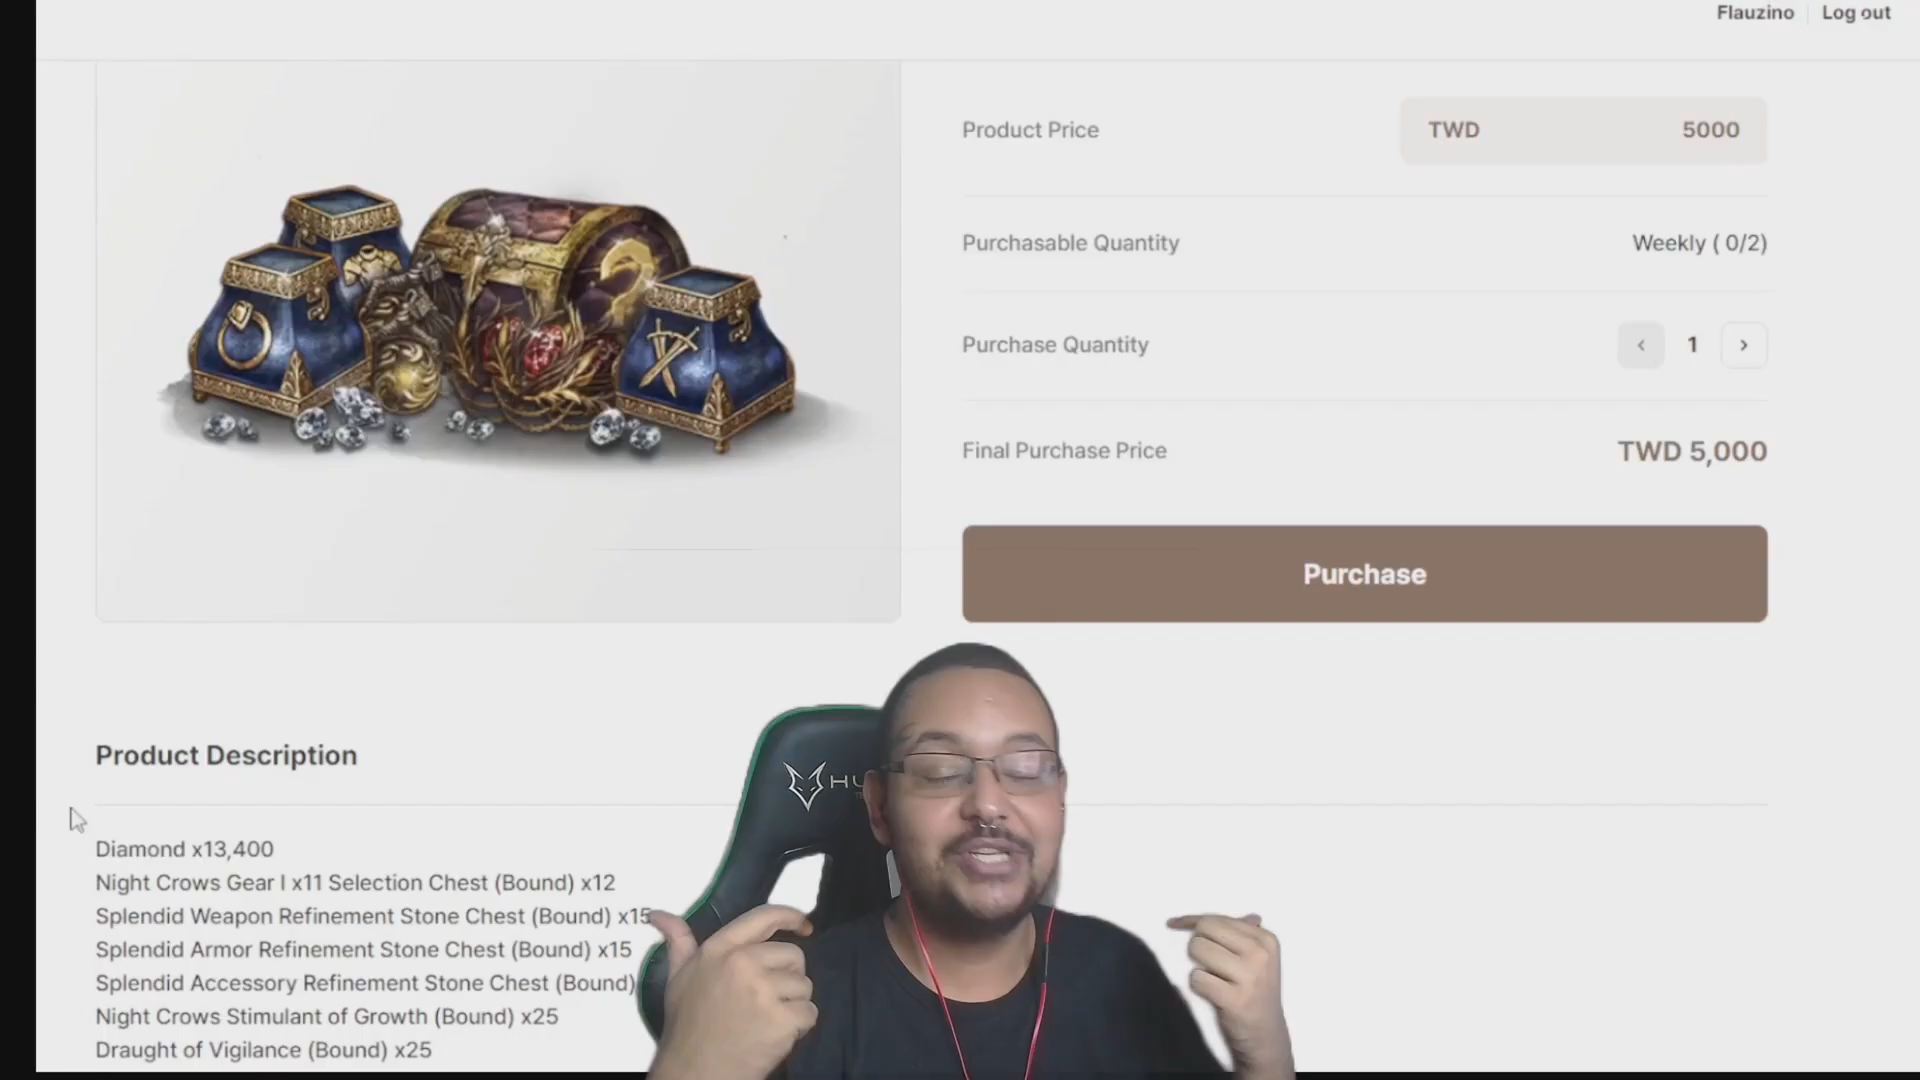 Flauzino
Log out
Product Price
TWD 5000
Purchasable Quantity
Weekly ( 0/2)
Purchase Quantity
‹ 1 ›
Final Purchase Price
TWD 5,000
Purchase
Product Description
HU
Diamond x13,400
Night Crows Gear I x11 Selection Chest (Bound) x12
Splendid Weapon Refinement Stone Chest (Bound) x15
Splendid Armor Refinement Stone Chest (Bound) x15
Splendid Accessory Refinement Stone Chest (Bound)
Night Crows Stimulant of Growth (Bound) x25
Draught of Vigilance (Bound) x25